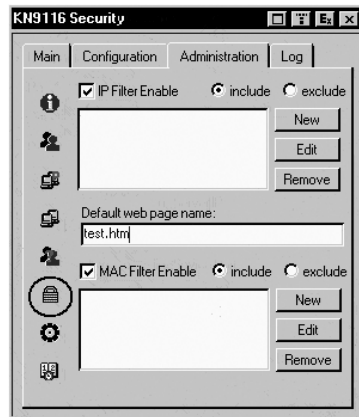 KN9116 Security
Main Configuration Administration Log
IP Filter Enable include exclude
New
Edit
Remove
Default web page name:
test.htm
MAC Filter Enable include exclude
New
Edit
Remove